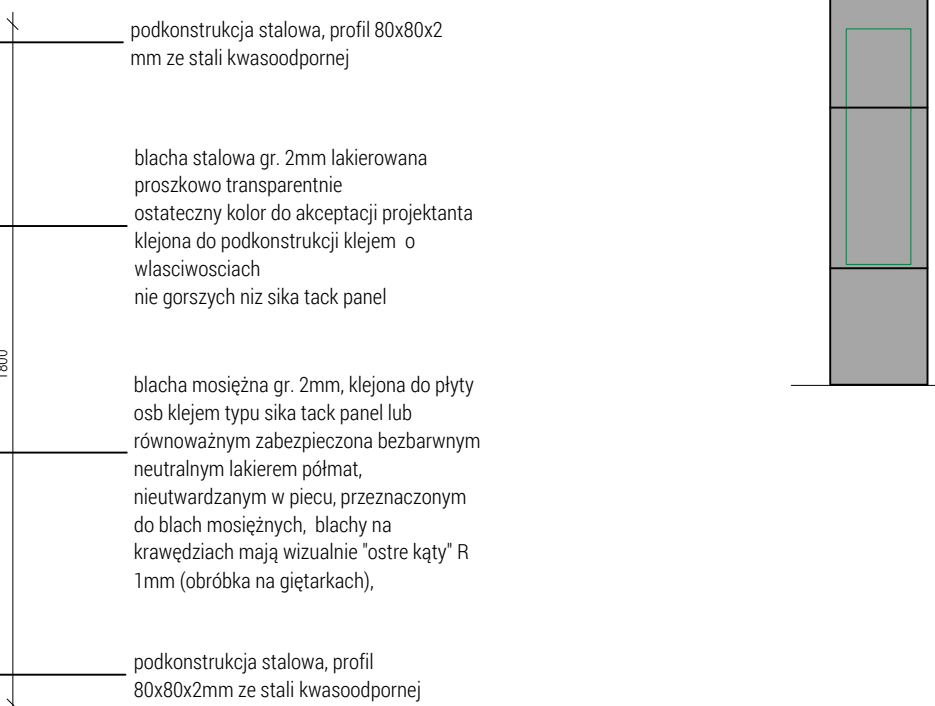 podkonstrukcja stalowa, profil 80x80x2
mm ze stali kwasoodpornej
blacha stalowa gr. 2mm lakierowana
proszkowo transparentnie
ostateczny kolor do akceptacji projektanta
klejona do podkonstrukcji klejem o
wlasciwosciach
nie gorszych niz sika tack panel
1800
blacha mosiężna gr. 2mm, klejona do płyty
osb klejem typu sika tack panel lub
równoważnym zabezpieczona bezbarwnym
neutralnym lakierem półmat,
nieutwardzanym w piecu, przeznaczonym
do blach mosiężnych, blachy na
krawędziach mają wizualnie "ostre kąty" R
1mm (obróbka na giętarkach),
podkonstrukcja stalowa, profil
80x80x2mm ze stali kwasoodpornej